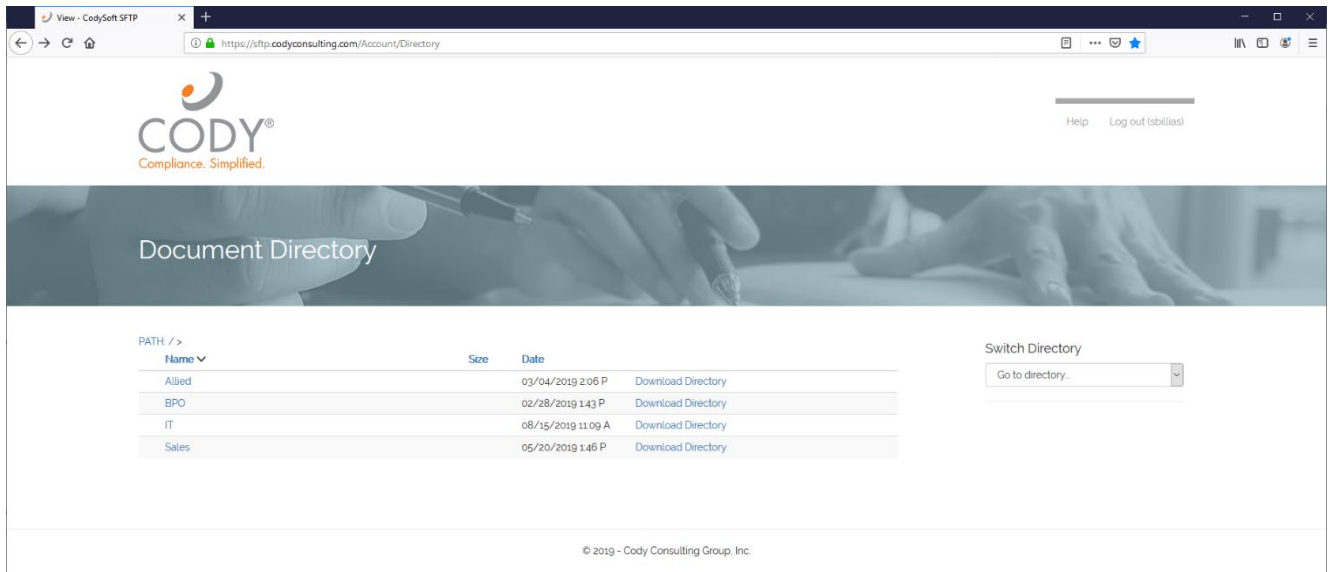 View - CodySoft SFTP
https://sftp.codyconsulting.com/Account/Directory
CODY®
Compliance. Simplified.
Help Log out (sbillias)
Document Directory
PATH: / >
Name Size Date
Allied 03/04/2019 2:06 P Download Directory
BPO 02/28/2019 1:43 P Download Directory
IT 08/15/2019 11:09 A Download Directory
Sales 05/20/2019 1:46 P Download Directory
Switch Directory
Go to directory...
© 2019 - Cody Consulting Group, Inc.